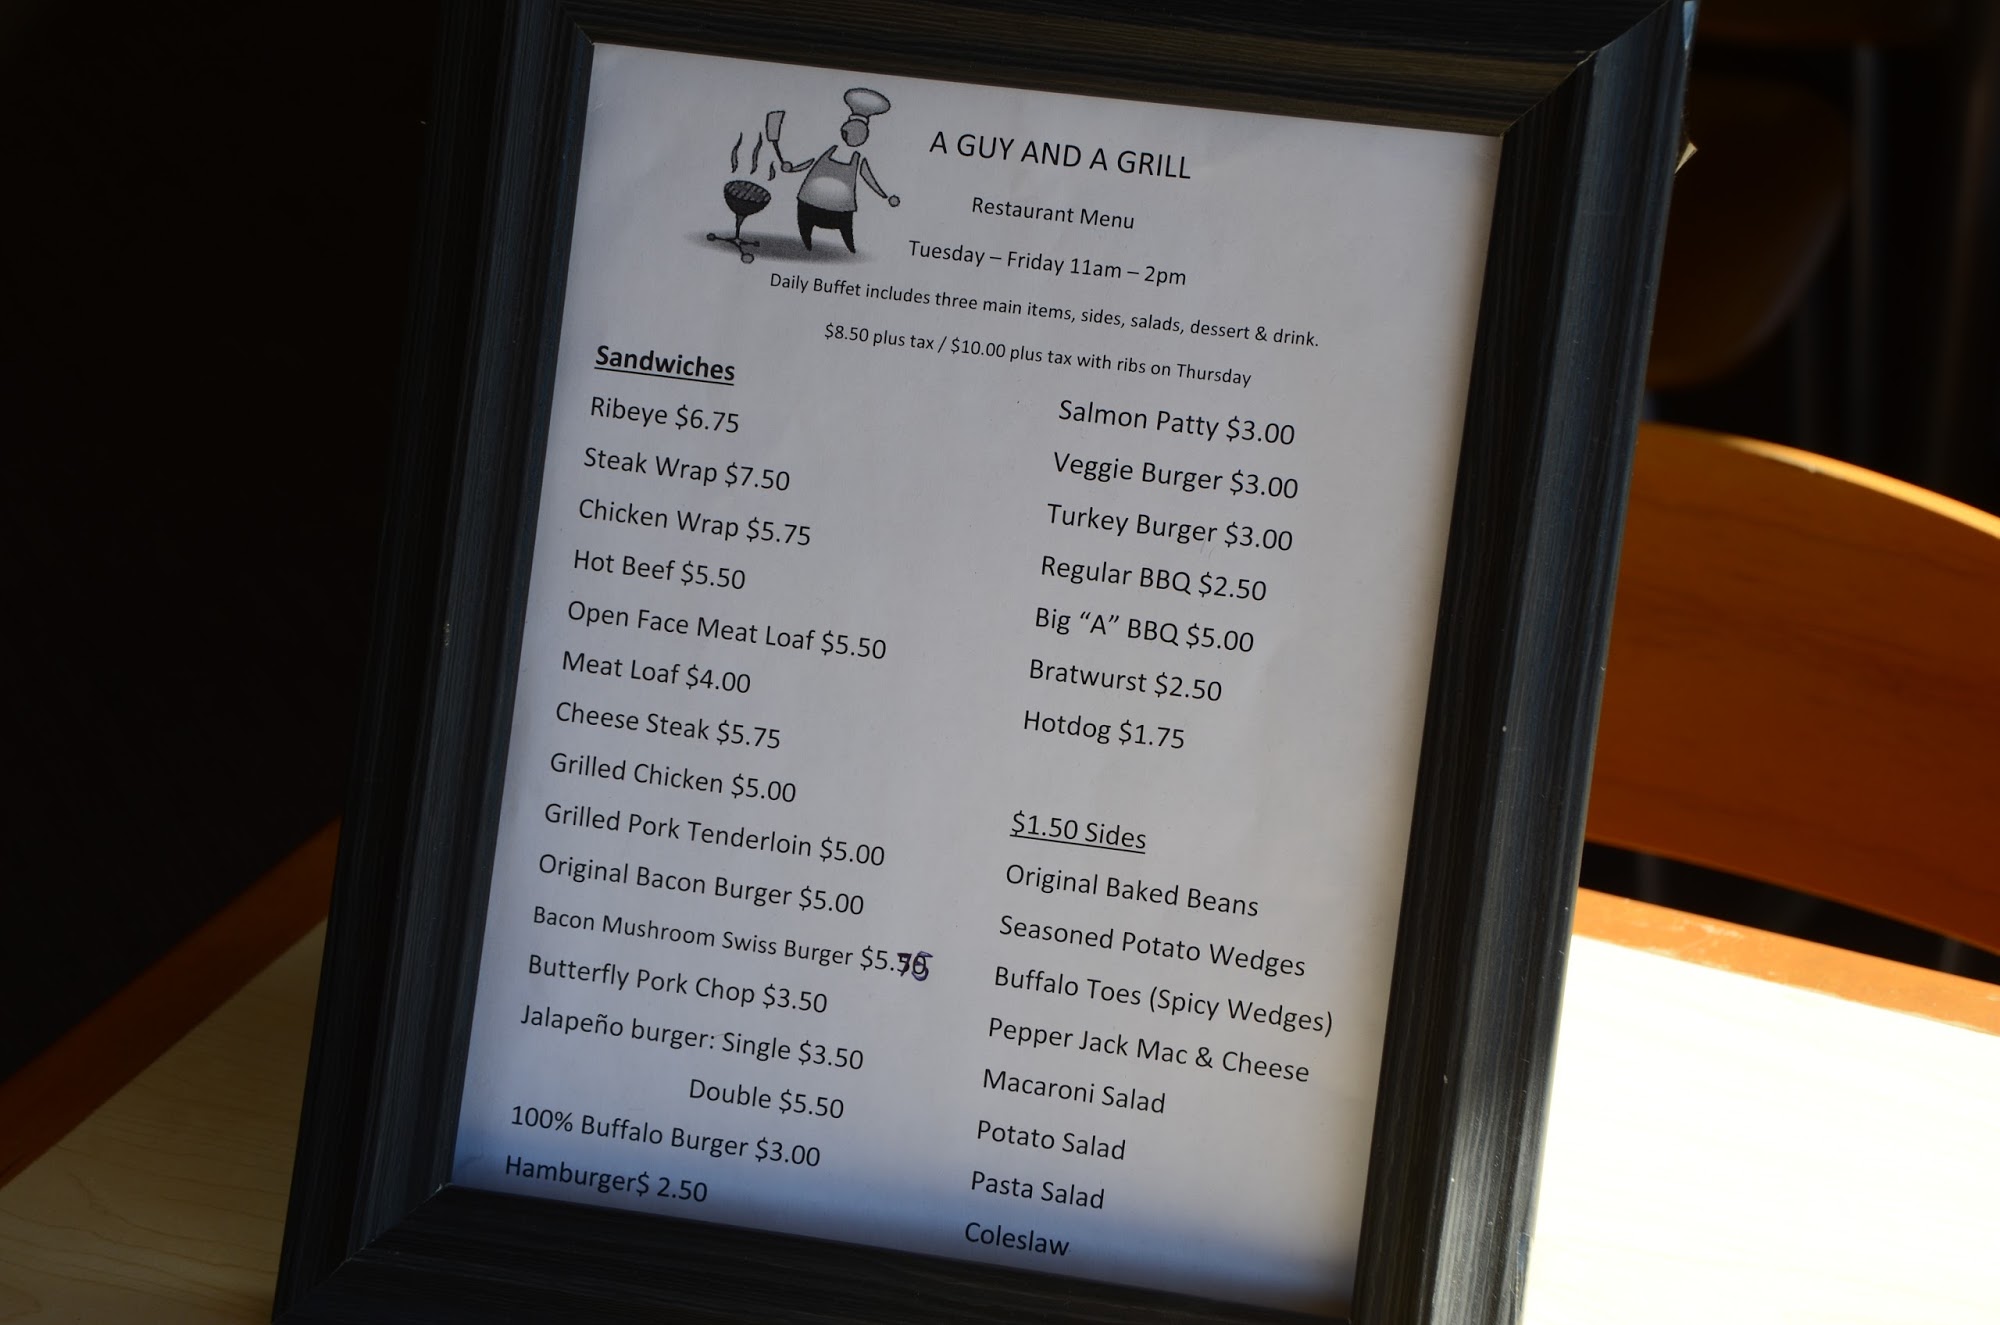 A GUY AND A GRILL
Restaurant Menu
Tuesday – Friday 11am – 2pm
Daily Buffet includes three main items, sides, salads, dessert & drink.
$8.50 plus tax / $10.00 plus tax with ribs on Thursday
Sandwiches
Ribeye $6.75
Steak Wrap $7.50
Chicken Wrap $5.75
Hot Beef $5.50
Open Face Meat Loaf $5.50
Meat Loaf $4.00
Cheese Steak $5.75
Grilled Chicken $5.00
Grilled Pork Tenderloin $5.00
Original Bacon Burger $5.00
Bacon Mushroom Swiss Burger $5.75
Butterfly Pork Chop $3.50
Jalapeño burger: Single $3.50
Double $5.50
100% Buffalo Burger $3.00
Hamburger$ 2.50
Salmon Patty $3.00
Veggie Burger $3.00
Turkey Burger $3.00
Regular BBQ $2.50
Big “A” BBQ $5.00
Bratwurst $2.50
Hotdog $1.75
$1.50 Sides
Original Baked Beans
Seasoned Potato Wedges
Buffalo Toes (Spicy Wedges)
Pepper Jack Mac & Cheese
Macaroni Salad
Potato Salad
Pasta Salad
Coleslaw